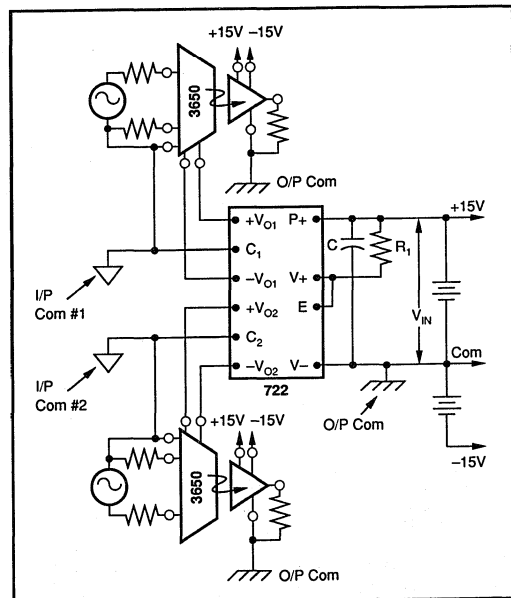 +15V –15V
3650
O/P Com
+15V
+VO1 P+
C1 C R1
I/P
Com #1
–VO1 V+
+VO2 E
VIN
C2
I/P
Com #2
–VO2 V–
Com
722
O/P
Com
+15V –15V
–15V
3650
O/P Com